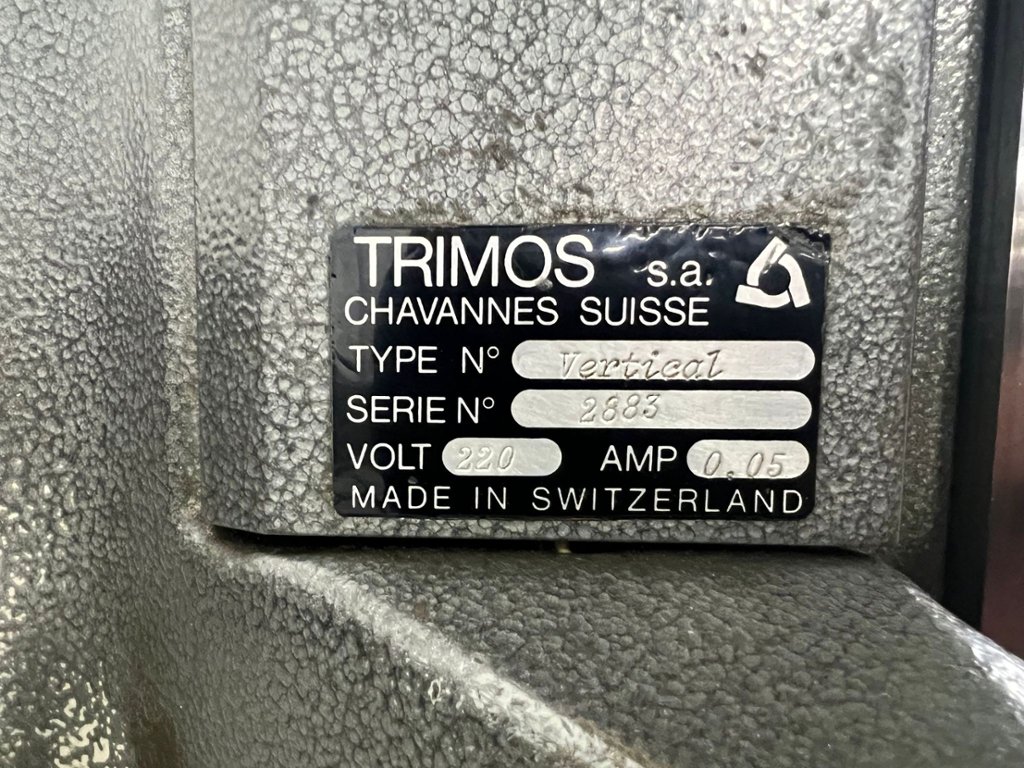 TRIMOS s.a.
CHAVANNES SUISSE
TYPE N° Vertical
SERIE N° 2883
VOLT 220 AMP 0.05
MADE IN SWITZERLAND